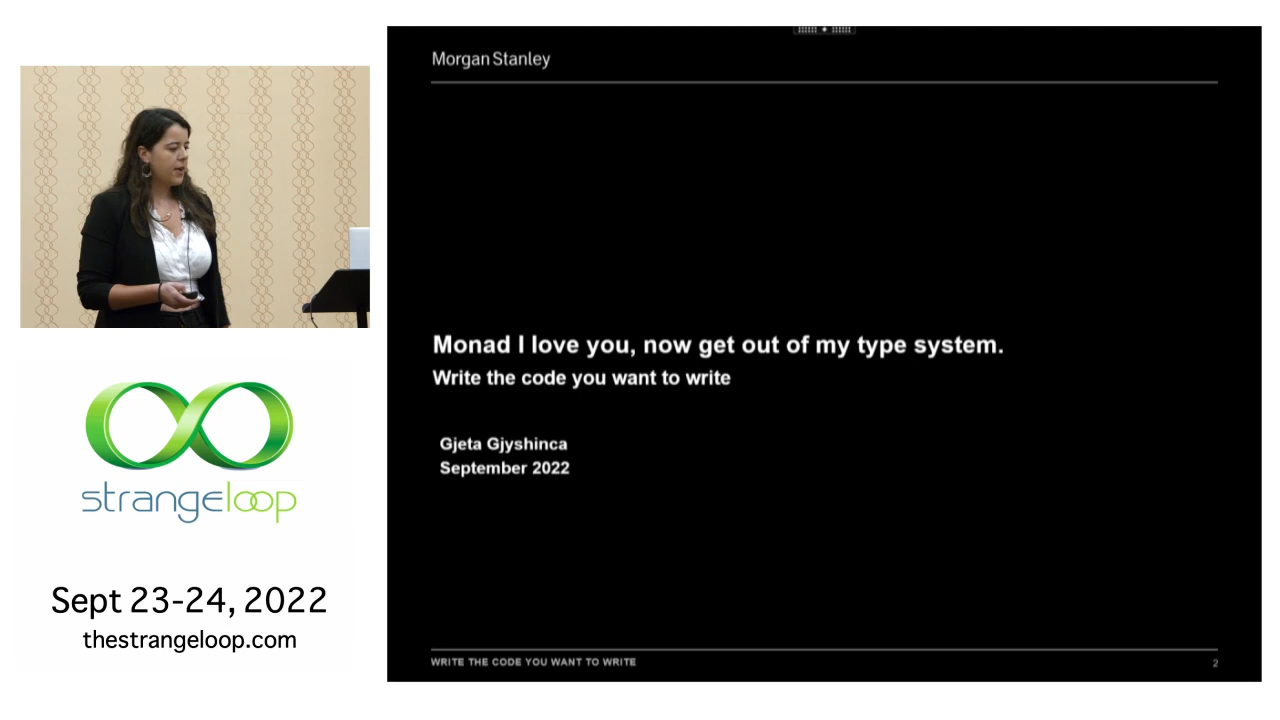 Morgan Stanley
Monad I love you, now get out of my type system.
Write the code you want to write
Gjeta Gjyshinca
September 2022
WRITE THE CODE YOU WANT TO WRITE
2
strangeloop
Sept 23-24, 2022
thestrangeloop.com